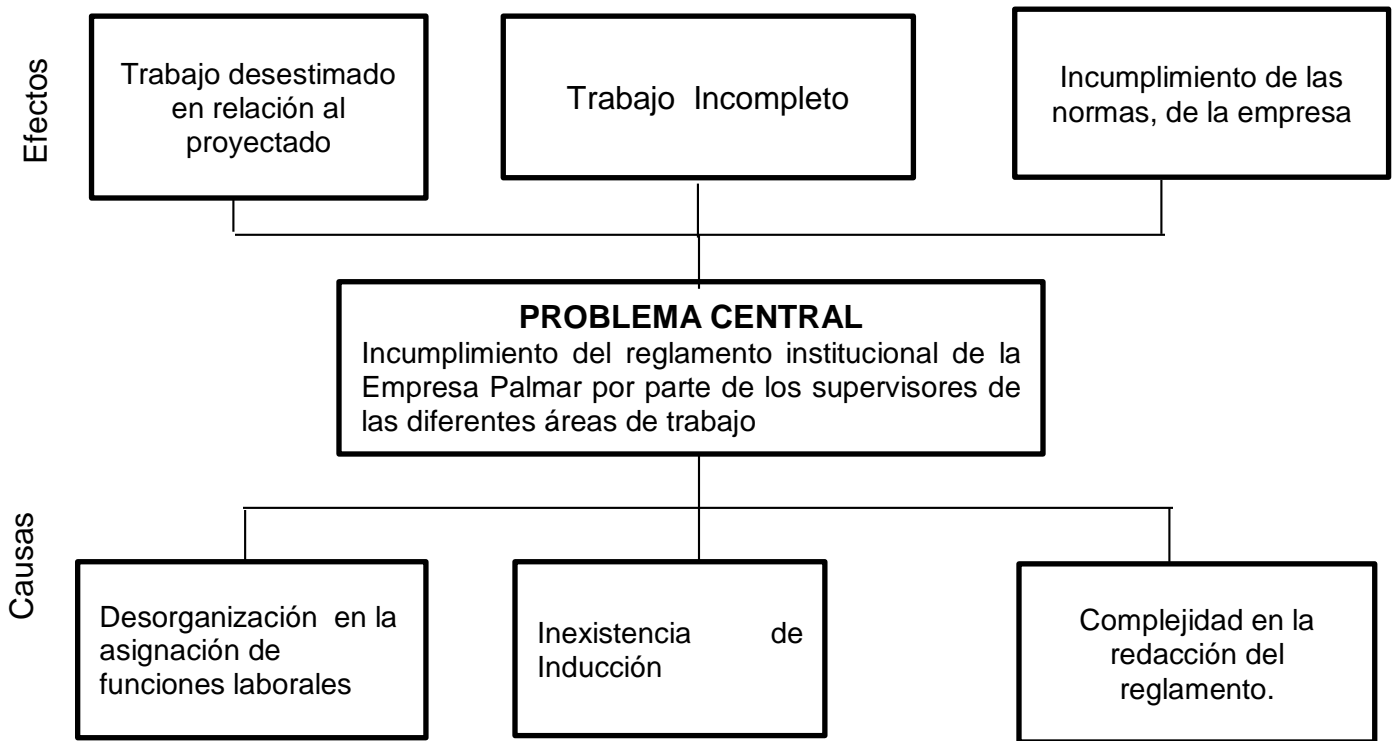 Efectos
Trabajo desestimado
en relación al
proyectado
Trabajo Incompleto
Incumplimiento de las
normas, de la empresa
PROBLEMA CENTRAL
Incumplimiento del reglamento institucional de la
Empresa Palmar por parte de los supervisores de
las diferentes áreas de trabajo
Causas
Desorganización en la
asignación de
funciones laborales
Inexistencia de
Inducción
Complejidad en la
redacción del
reglamento.